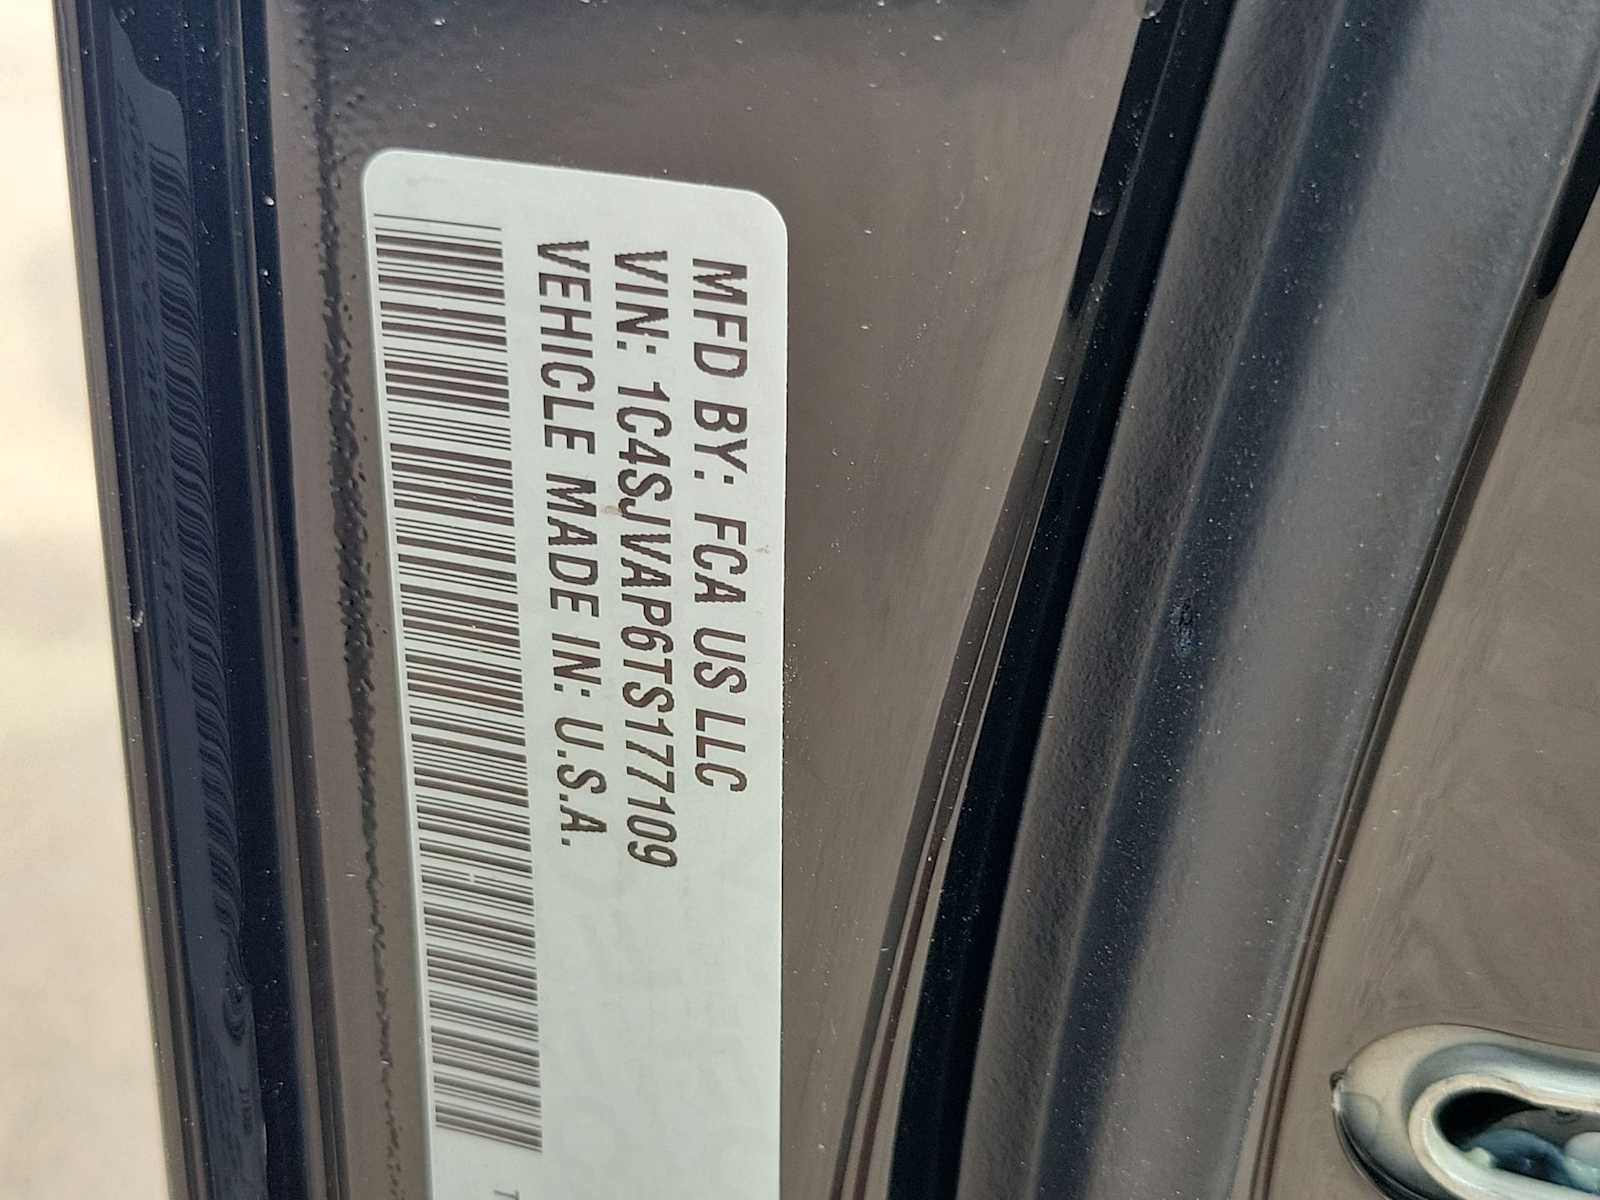 MFD BY: FCA US LLC
VIN: 1C4SJVAP6TS177109
VEHICLE MADE IN: U.S.A.